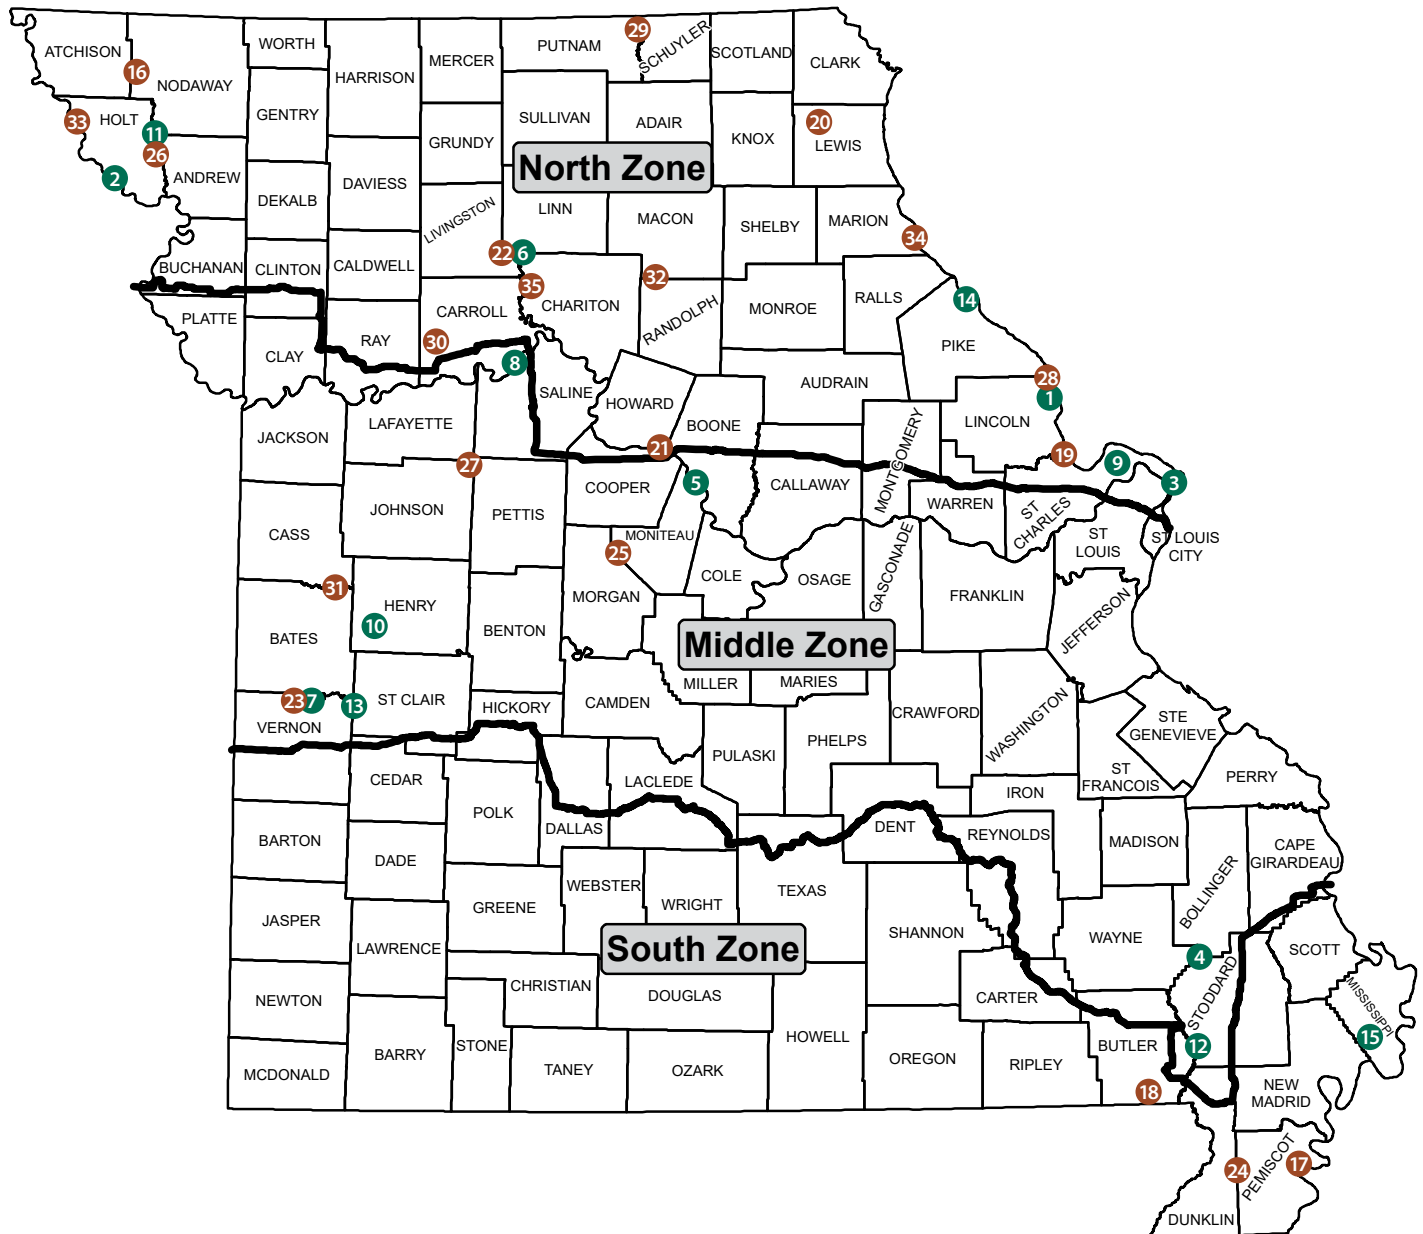 29
ATCHISON
WORTH
PUTNAM
SCHUYLER
SCOTLAND
MERCER
CLARK
16
NODAWAY
HARRISON
33
HOLT
11
GENTRY
SULLIVAN
ADAIR
20
LEWIS
KNOX
GRUNDY
26
North Zone
2
ANDREW
DAVIESS
DEKALB
LIVINGSTON
LINN
MACON
SHELBY
MARION
34
22
6
BUCHANAN
CLINTON
CALDWELL
32
35
CHARITON
14
RALLS
CARROLL
MONROE
RANDOLPH
PLATTE
RAY
30
PIKE
CLAY
8
28
1
AUDRAIN
SALINE
HOWARD
LAFAYETTE
BOONE
LINCOLN
JACKSON
21
MONTGOMERY
19
9
27
5
3
COOPER
CALLAWAY
WARREN
JOHNSON
PETTIS
ST
CHARLES
CASS
MONITEAU
ST
LOUIS
ST LOUIS
CITY
25
COLE
OSAGE
GASCONADE
31
HENRY
MORGAN
FRANKLIN
10
BENTON
JEFFERSON
BATES
Middle Zone
MILLER
MARIES
23
7
13
ST CLAIR
HICKORY
CAMDEN
CRAWFORD
WASHINGTON
STE
GENEVIEVE
VERNON
PULASKI
PHELPS
ST
FRANCOIS
PERRY
CEDAR
LACLEDE
IRON
POLK
DALLAS
DENT
REYNOLDS
BARTON
MADISON
CAPE
GIRARDEAU
DADE
WEBSTER
TEXAS
BOLLINGER
JASPER
GREENE
WRIGHT
SHANNON
WAYNE
LAWRENCE
South Zone
SCOTT
4
STODDARD
NEWTON
CHRISTIAN
DOUGLAS
CARTER
MISSISSIPPI
HOWELL
15
BARRY
STONE
BUTLER
12
MCDONALD
TANEY
OZARK
OREGON
RIPLEY
18
NEW
MADRID
24
PEMISCOT
17
DUNKLIN